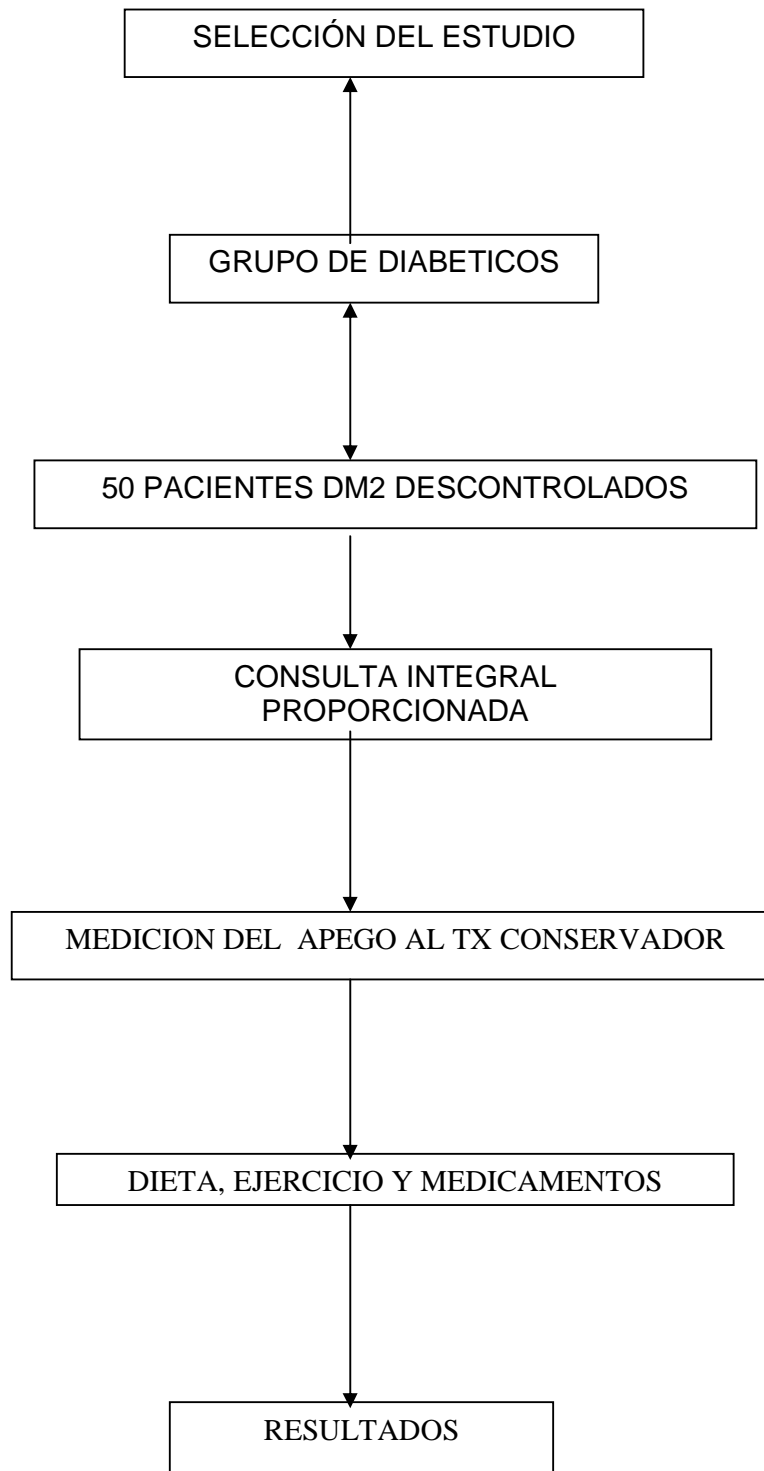 SELECCIÓN DEL ESTUDIO
GRUPO DE DIABETICOS
50 PACIENTES DM2 DESCONTROLADOS
CONSULTA INTEGRAL
PROPORCIONADA
MEDICION DEL APEGO AL TX CONSERVADOR
DIETA, EJERCICIO Y MEDICAMENTOS
RESULTADOS